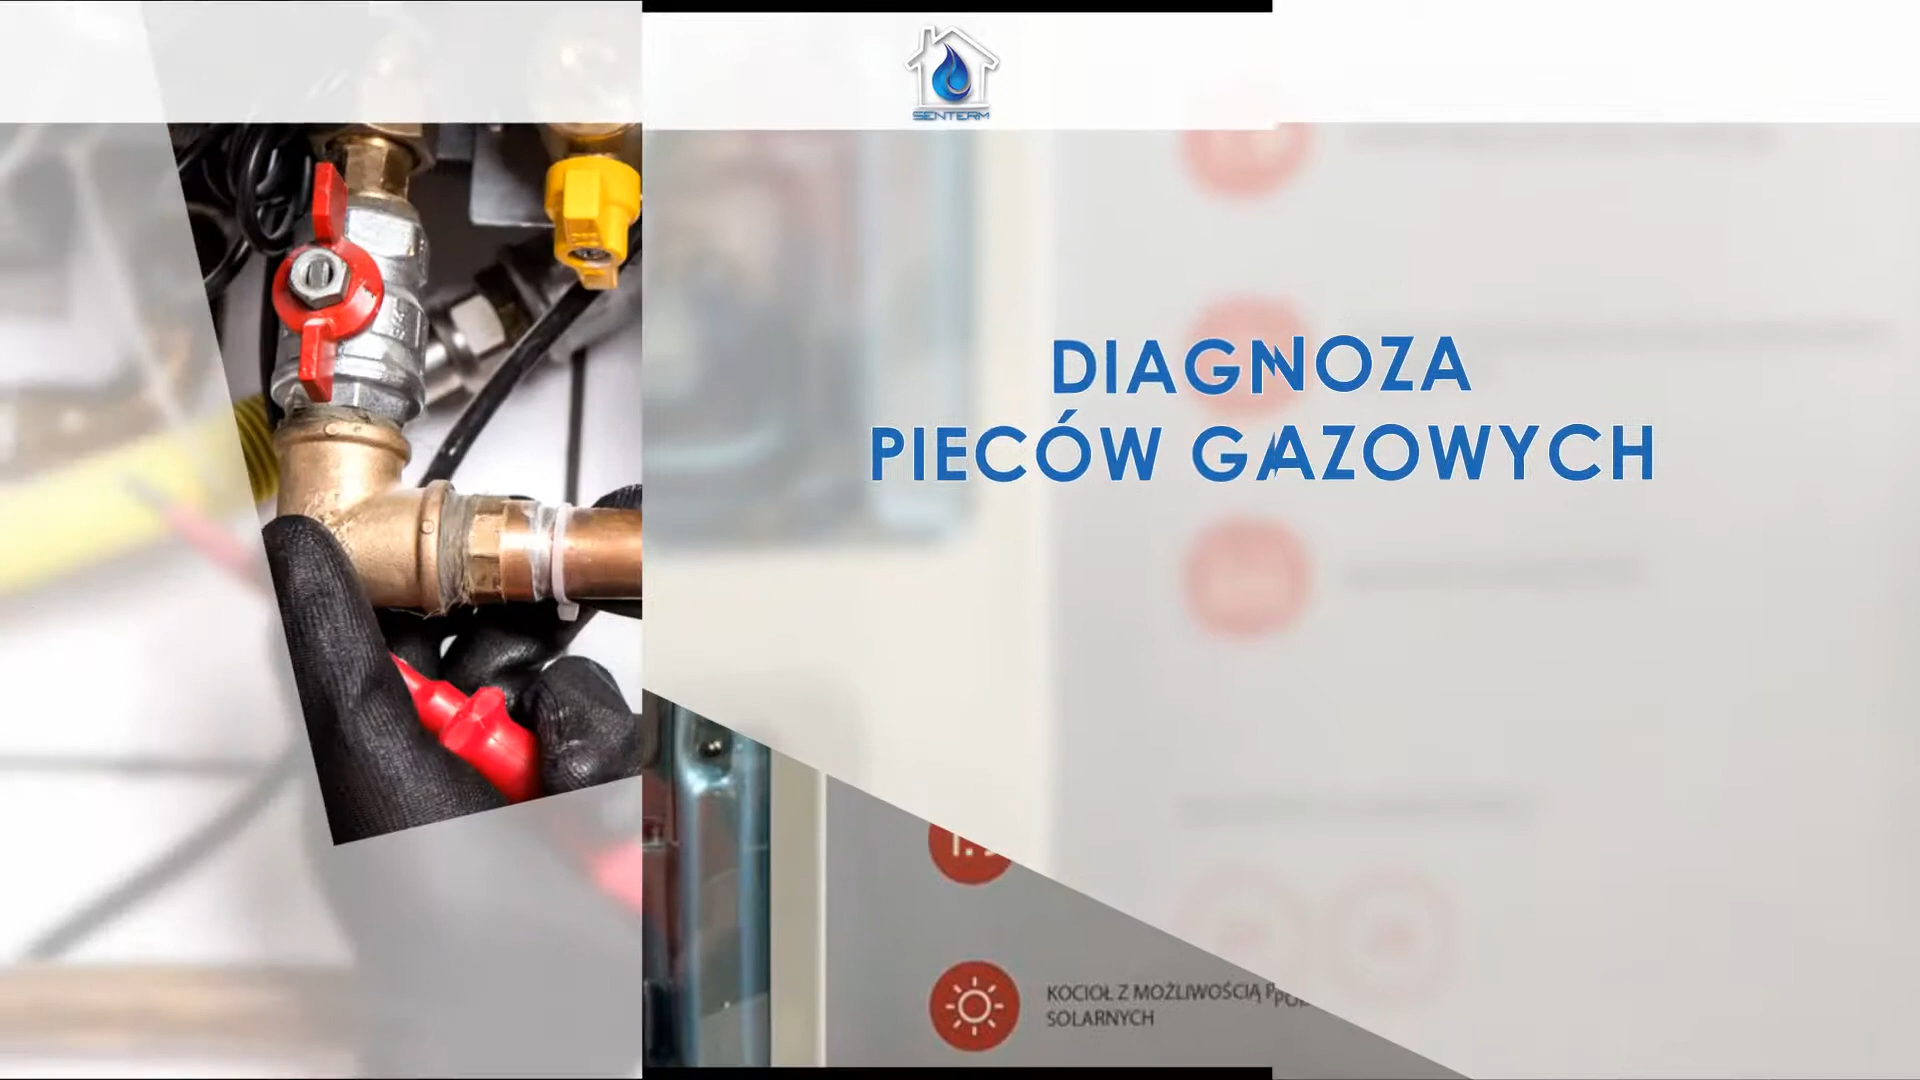 SENTERM
DIAGNOZA
PIECÓW GAZOWYCH
KOCIOŁ Z MOŻLIWOŚCIĄ
SOLARNYCH